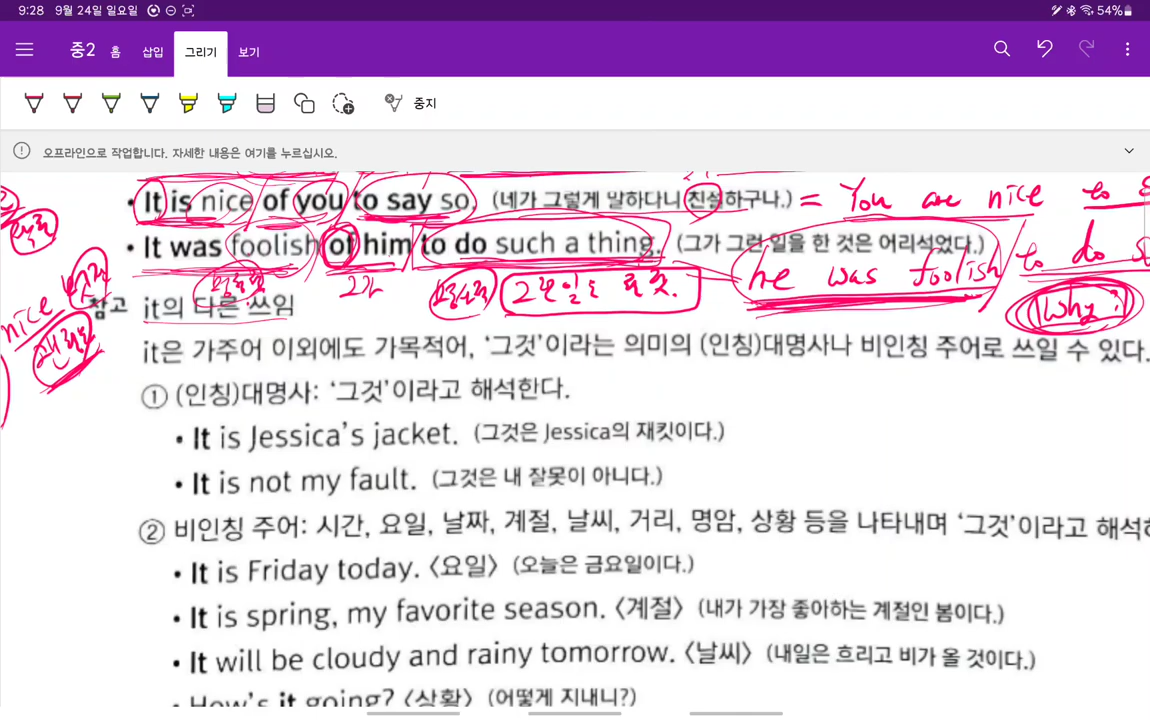 9:28 9월 24일 일요일 54%
중2 홈 삽입 그리기 보기
중지
오프라인으로 작업합니다. 자세한 내용은 여기를 누르십시오.
• It is nice of you to say so. (네가 그렇게 말하다니 친절하구나.) = You are nice to
• It was foolish of him to do such a thing. (그가 그런 일을 한 것은 어리석었다.)
he was foolish to do
그가
why?
nice
참고 it의 다른 쓰임
it은 가주어 이외에도 가목적어, '그것'이라는 의미의 (인칭)대명사나 비인칭 주어로 쓰일 수 있다.
① (인칭)대명사: '그것'이라고 해석한다.
• It is Jessica's jacket. (그것은 Jessica의 재킷이다.)
• It is not my fault. (그것은 내 잘못이 아니다.)
② 비인칭 주어: 시간, 요일, 날짜, 계절, 날씨, 거리, 명암, 상황 등을 나타내며 '그것'이라고 해석
• It is Friday today. 〈요일〉 (오늘은 금요일이다.)
• It is spring, my favorite season. 〈계절〉 (내가 가장 좋아하는 계절인 봄이다.)
• It will be cloudy and rainy tomorrow. 〈날씨〉 (내일은 흐리고 비가 올 것이다.)
• How's it going? 〈상황〉 (어떻게 지내니?)